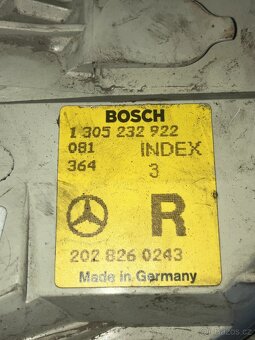 BOSCH
1 305 232 922
081 INDEX
364 3
R
202 826 0243
Made in Germany